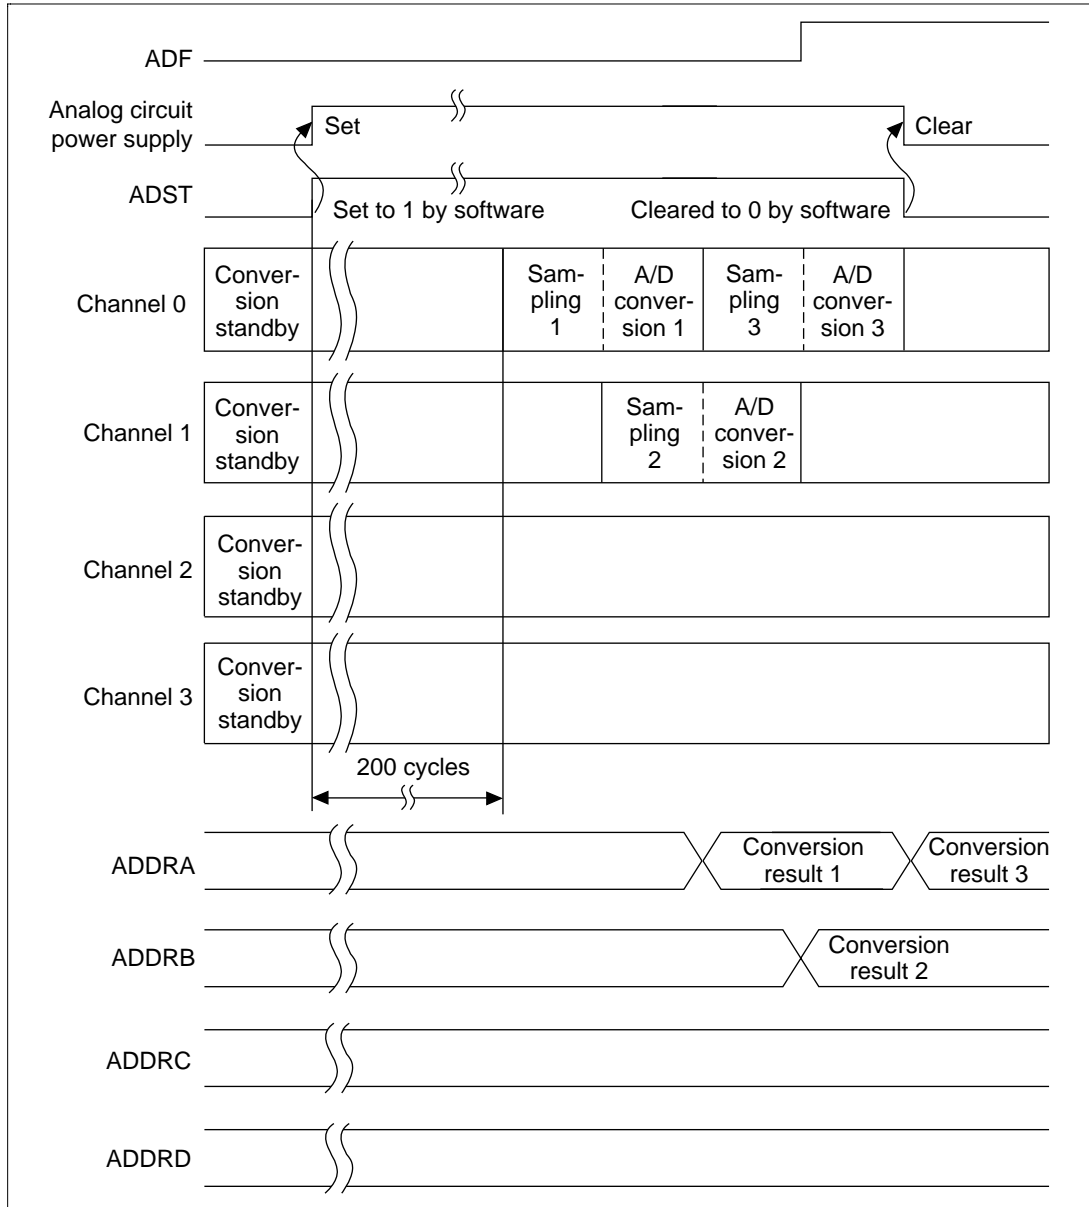 ADF
Analog circuit
power supply
Set
Clear
ADST
Set to 1 by software
Cleared to 0 by software
Channel 0
Conver-
sion
standby
Sam-
pling
1
A/D
conver-
sion 1
Sam-
pling
3
A/D
conver-
sion 3
Channel 1
Conver-
sion
standby
Sam-
pling
2
A/D
conver-
sion 2
Channel 2
Conver-
sion
standby
Channel 3
Conver-
sion
standby
200 cycles
ADDRA
Conversion
result 1
Conversion
result 3
ADDRB
Conversion
result 2
ADDRC
ADDRD